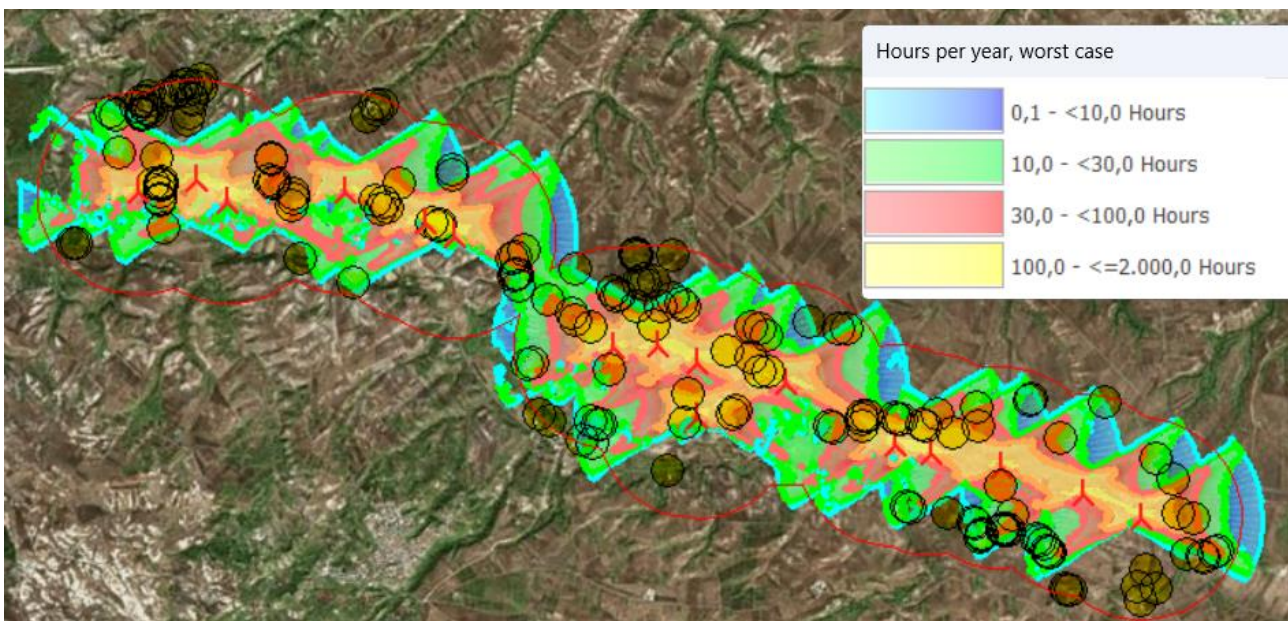 Hours per year, worst case
0,1 - <10,0 Hours
10,0 - <30,0 Hours
30,0 - <100,0 Hours
100,0 - <=2.000,0 Hours